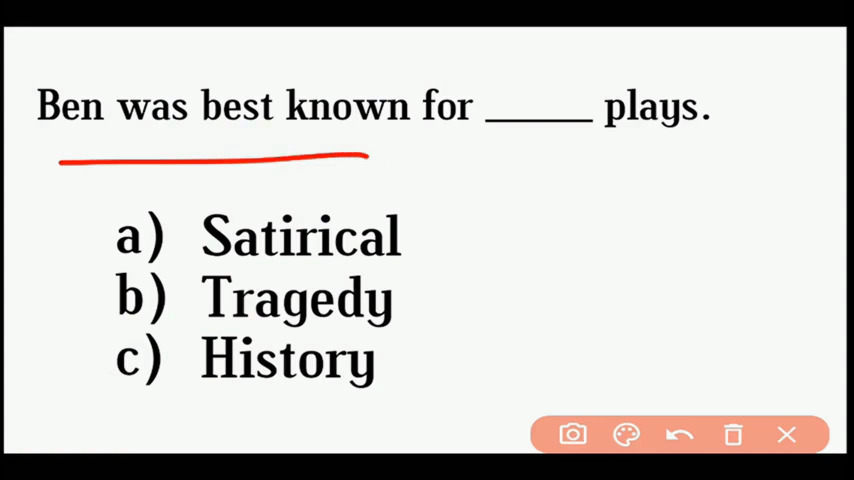 Ben was best known for ______ plays.
a) Satirical
b) Tragedy
c) History